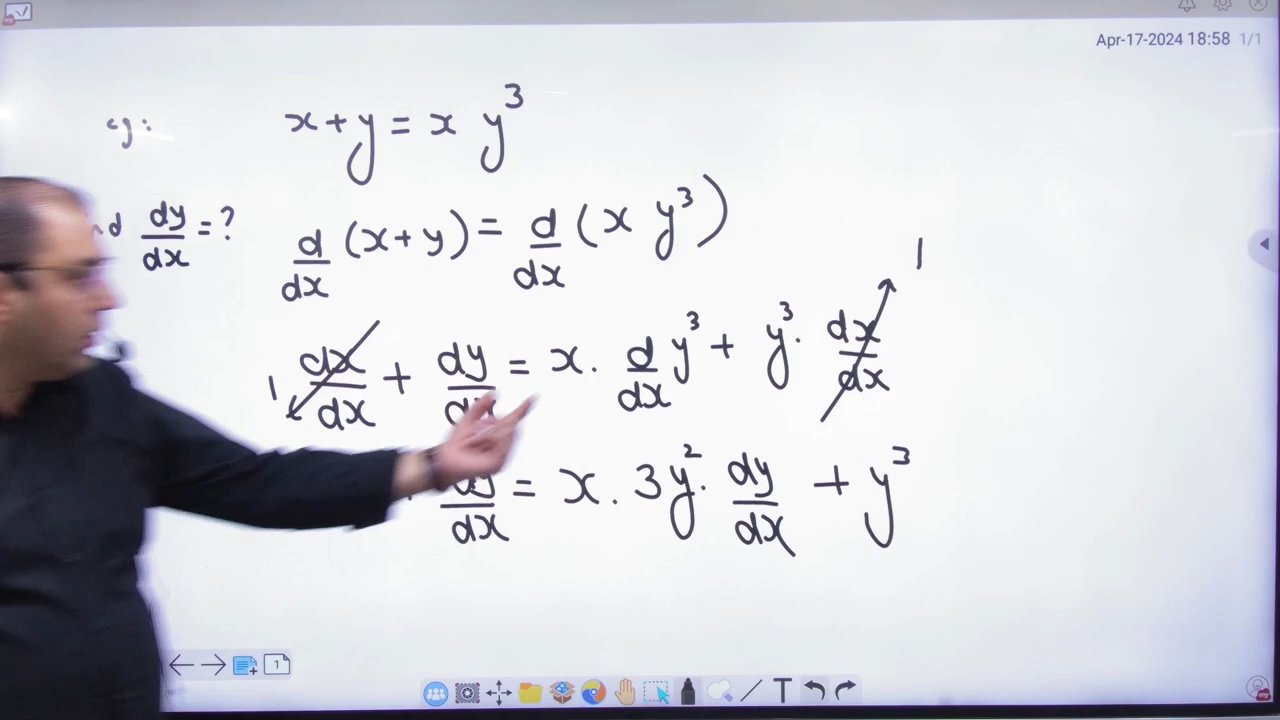 Apr-17-2024 18:58 1/1
eg: x+y = x y³
dy/dx = ? d/dx (x+y) = d/dx (x y³)
1 dx/dx + dy/dx = x . d/dx y³ + y³ . dx/dx 1
dy/dx = x . 3y² . dy/dx + y³
1
T